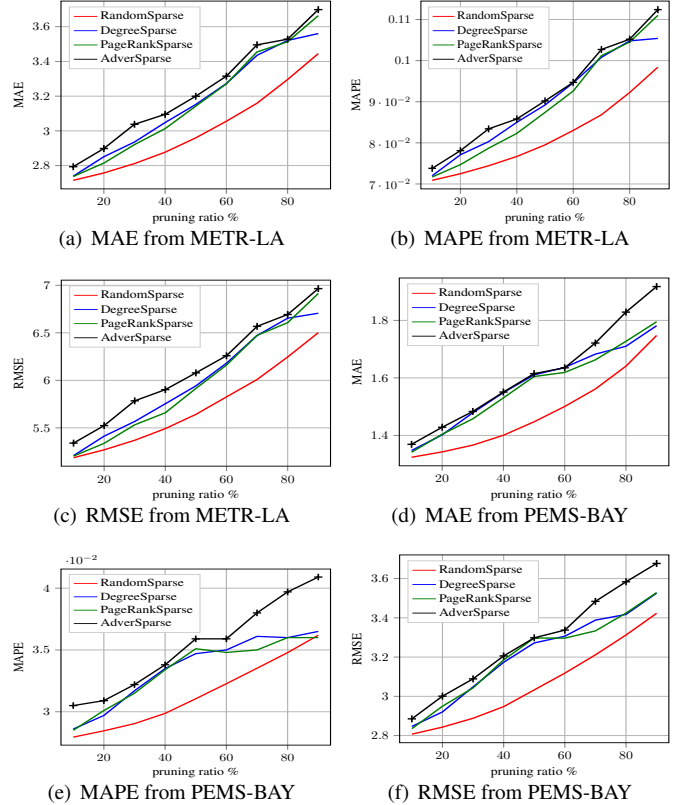 3.6
3.4
3.2
3
2.8
MAE
RandomSparse
DegreeSparse
PageRankSparse
AdverSparse
20 40 60 80
pruning ratio %
(a) MAE from METR-LA
0.11
0.1
9 · 10⁻²
8 · 10⁻²
7 · 10⁻²
MAPE
RandomSparse
DegreeSparse
PageRankSparse
AdverSparse
20 40 60 80
pruning ratio %
(b) MAPE from METR-LA
7
6.5
6
5.5
RMSE
RandomSparse
DegreeSparse
PageRankSparse
AdverSparse
20 40 60 80
pruning ratio %
(c) RMSE from METR-LA
1.8
1.6
1.4
MAE
RandomSparse
DegreeSparse
PageRankSparse
AdverSparse
20 40 60 80
pruning ratio %
(d) MAE from PEMS-BAY
·10⁻²
4
3.5
3
MAPE
RandomSparse
DegreeSparse
PageRankSparse
AdverSparse
20 40 60 80
pruning ratio %
(e) MAPE from PEMS-BAY
3.6
3.4
3.2
3
2.8
RMSE
RandomSparse
DegreeSparse
PageRankSparse
AdverSparse
20 40 60 80
pruning ratio %
(f) RMSE from PEMS-BAY